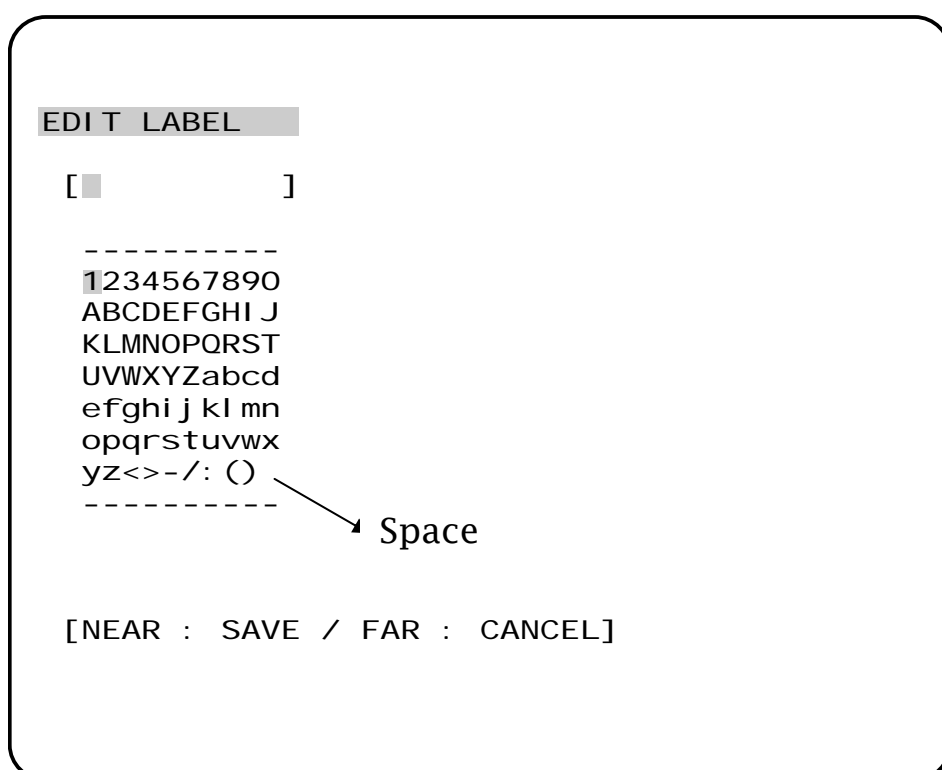 EDIT LABEL
[ ]
----------
1234567890
ABCDEFGHIJ
KLMNOPQRST
UVWXYZabcd
efghijklmn
opqrstuvwx
yz<>-/:()
----------
Space
[NEAR : SAVE / FAR : CANCEL]